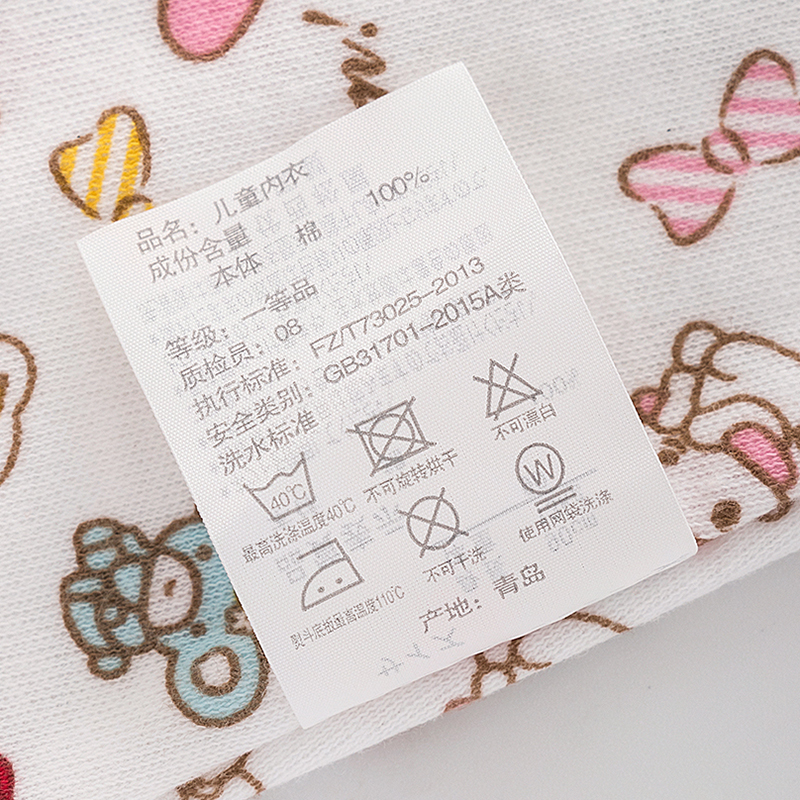 品名：儿童内衣
成份含量
本体 棉 100%
等级：一等品
质检员：08
执行标准：FZ/T73025-2013
安全类别：GB31701-2015A类
洗水标准
40℃
最高洗涤温度40℃
不可旋转烘干
不可漂白
熨斗底板最高温度110℃
不可干洗
W
使用网袋洗涤
产地：青岛